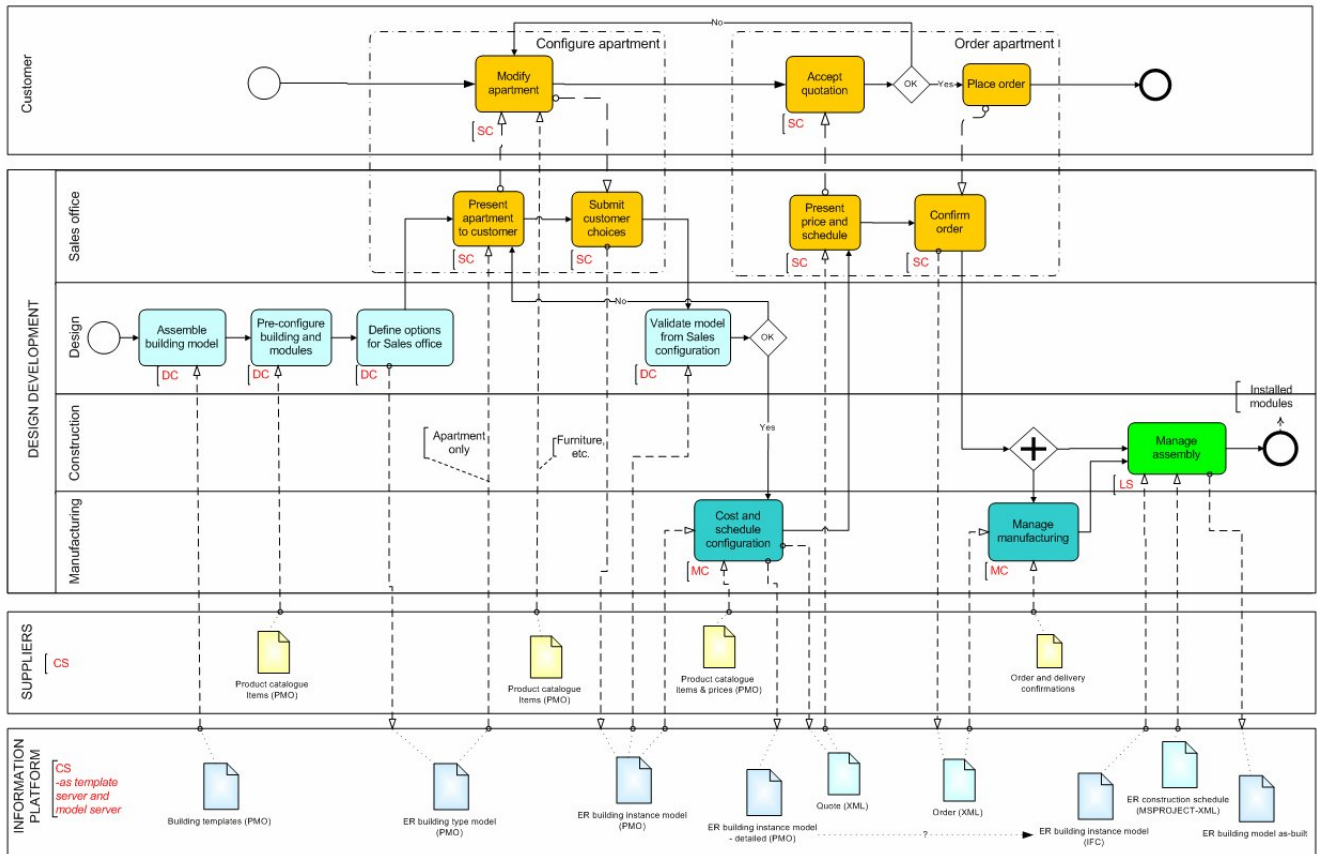 Customer
Configure apartment
No
Order apartment
Modify
apartment
SC
Accept
quotation
SC
OK
Yes
Place order
DESIGN DEVELOPMENT
Sales office
Present
apartment
to customer
SC
Submit
customer
choices
SC
Present
price and
schedule
SC
Confirm
order
SC
Design
Assemble
building model
DC
Pre-configure
building and
modules
DC
Define options
for Sales office
DC
No
Validate model
from Sales
configuration
DC
OK
Yes
Construction
Apartment
only
Furniture,
etc.
Manage
assembly
LS
Installed
modules
Manufacturing
Cost and
schedule
configuration
MC
Manage
manufacturing
MC
SUPPLIERS
CS
Product catalogue
Items (PMO)
Product catalogue
Items (PMO)
Product catalogue
Items & prices (PMO)
Order and delivery
confirmations
INFORMATION
PLATFORM
CS
-as template
server and
model server
Building templates (PMO)
ER building type model
(PMO)
ER building instance model
(PMO)
ER building instance model
- detailed (PMO)
Quote (XML)
Order (XML)
?
ER building instance model
(IFC)
ER construction schedule
(MSPROJECT-XML)
ER building model as-built